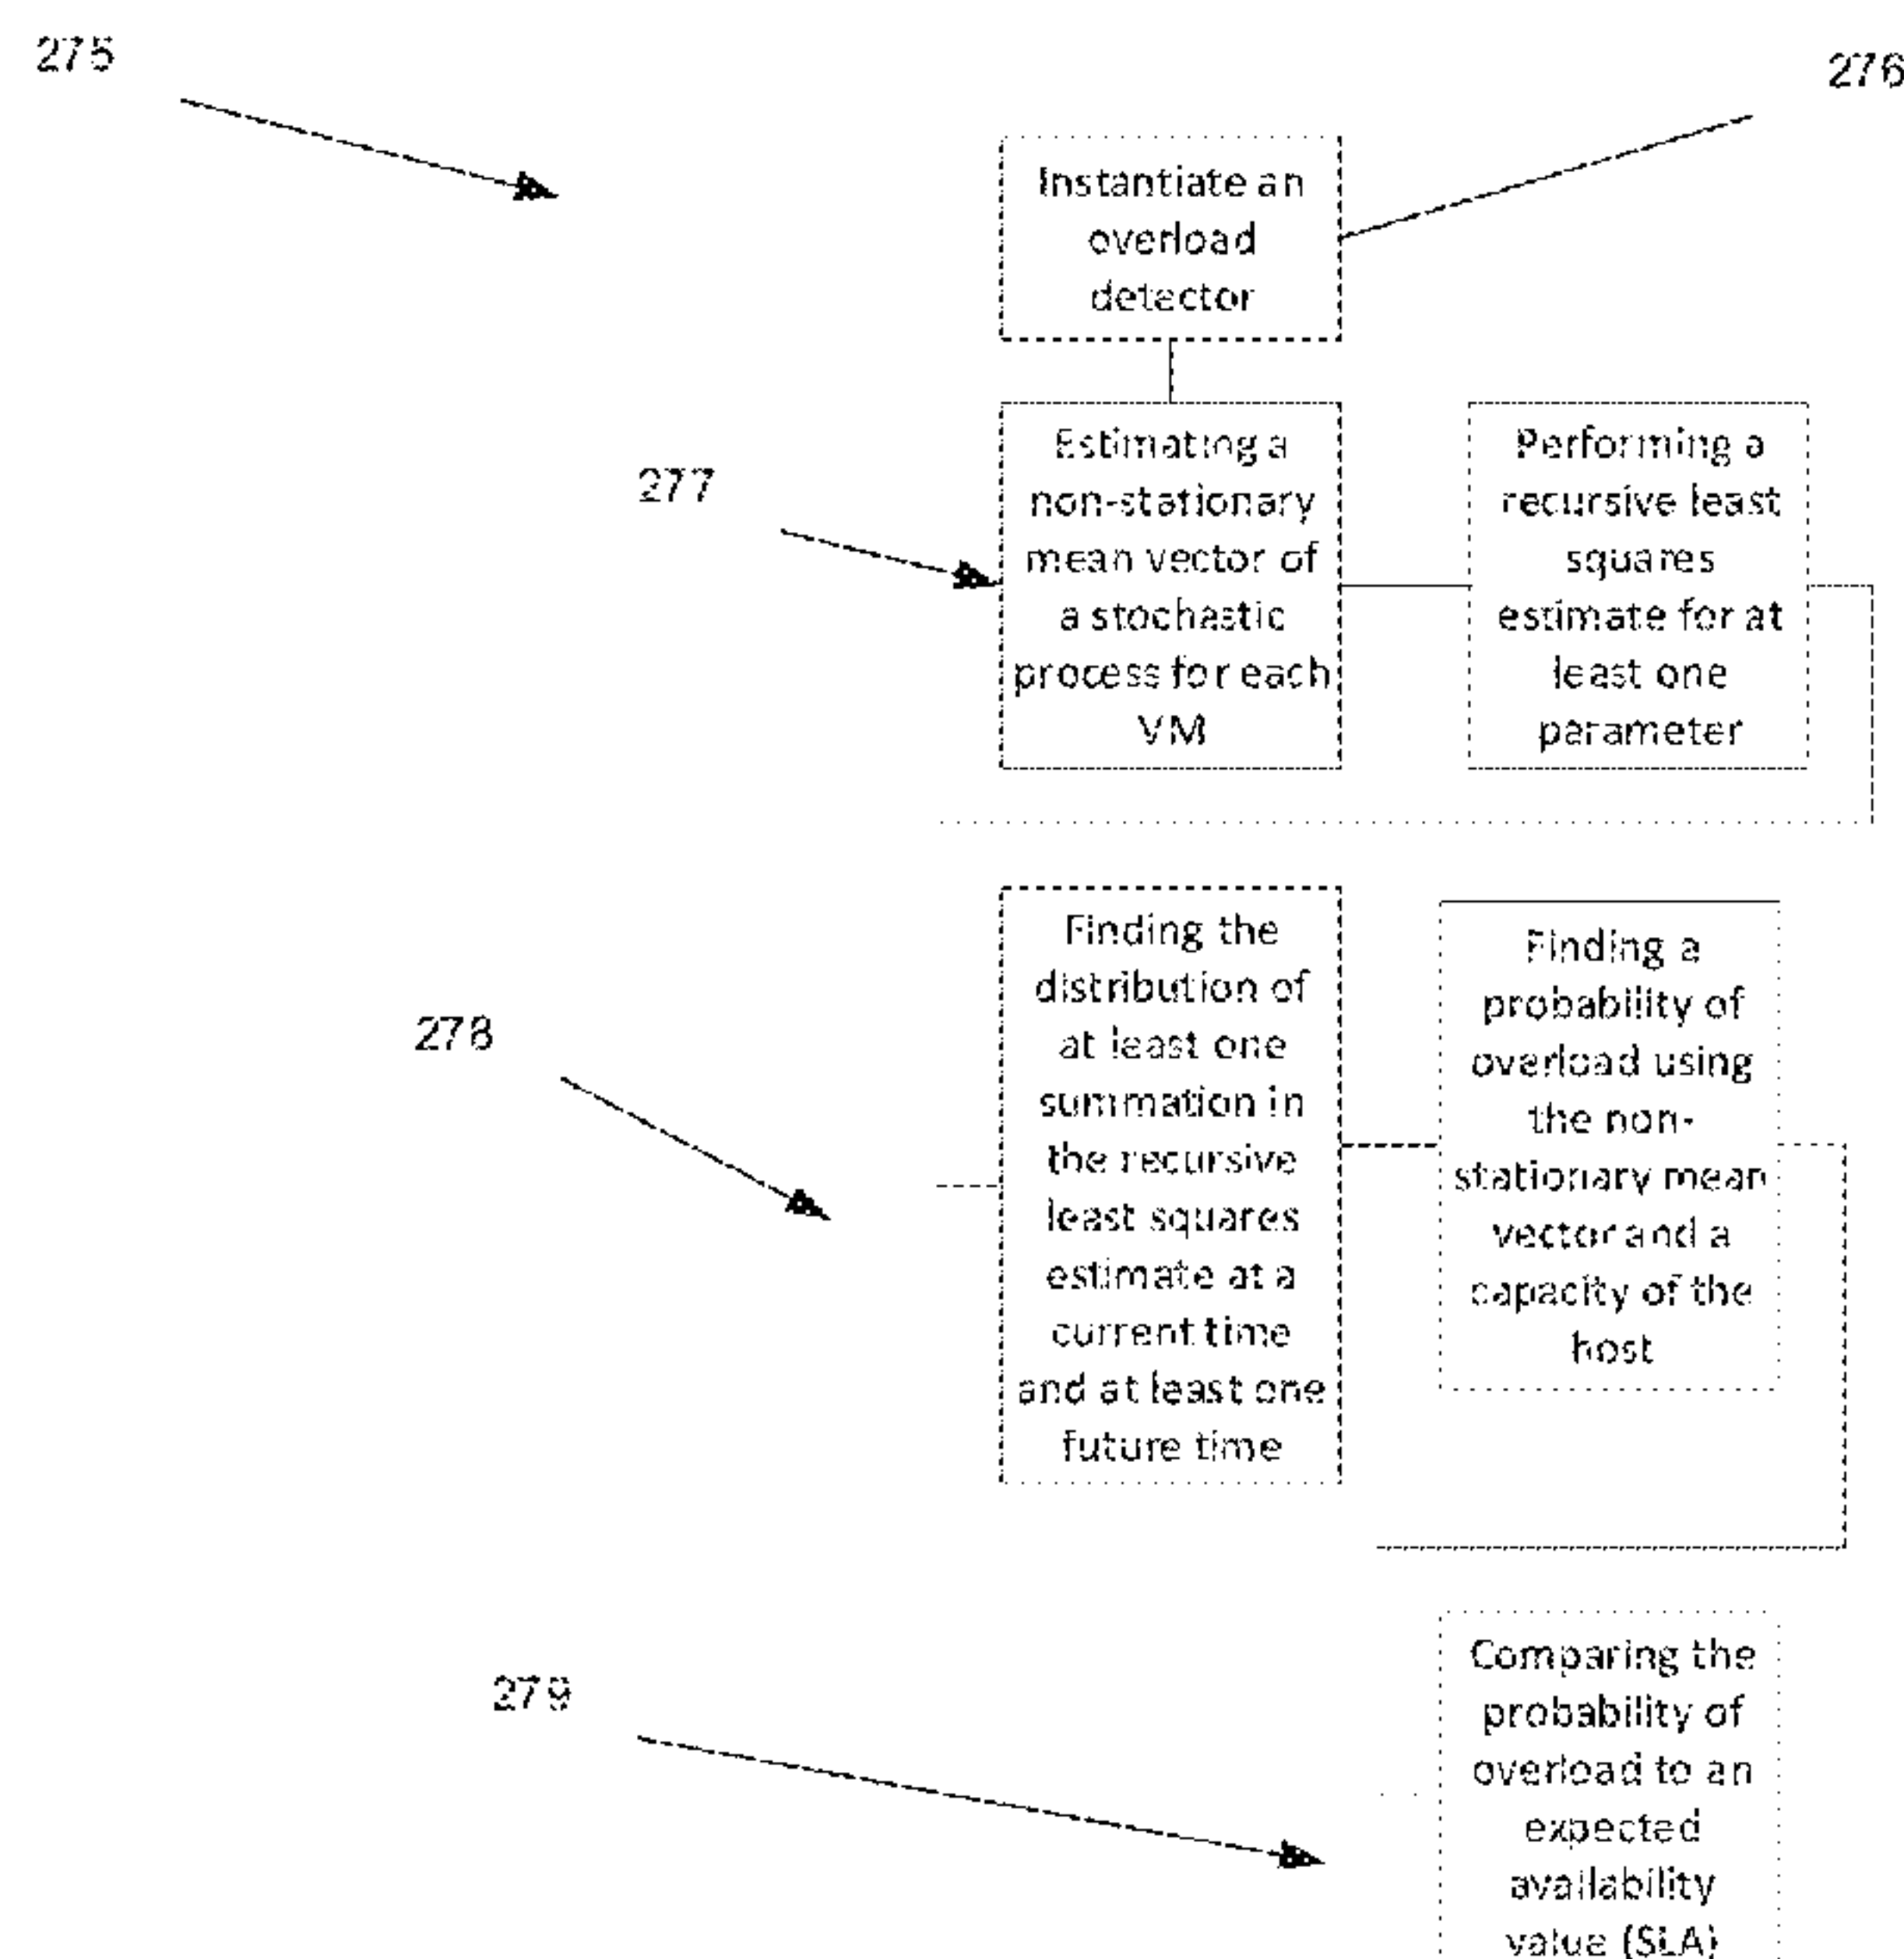 275
276
Instantiate an
overload
detector
277
Estimating a
non-stationary
mean vector of
a stochastic
process for each
VM
Performing a
recursive least
squares
estimate for at
least one
parameter
278
Finding the
distribution of
at least one
summation in
the recursive
least squares
estimate at a
current time
and at least one
future time
Finding a
probability of
overload using
the non-
stationary mean
vector and a
capacity of the
host
279
Comparing the
probability of
overload to an
expected
availability
value (SLA)